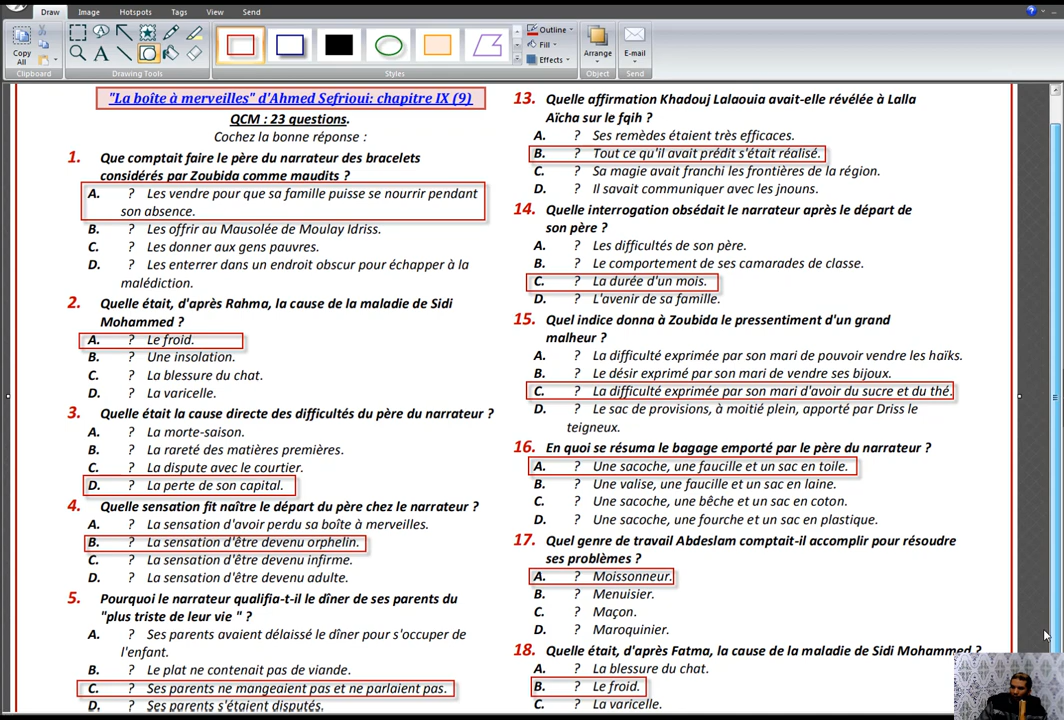 Draw Image Hotspots Tags View Send
Copy All
Clipboard
Drawing Tools
Styles
Outline
Fill
Effects
Arrange
Object
E-mail
Send
"La boîte à merveilles" d'Ahmed Sefrioui: chapitre IX (9)
QCM : 23 questions.
Cochez la bonne réponse :
1. Que comptait faire le père du narrateur des bracelets
considérés par Zoubida comme maudits ?
A. ? Les vendre pour que sa famille puisse se nourrir pendant
son absence.
B. ? Les offrir au Mausolée de Moulay Idriss.
C. ? Les donner aux gens pauvres.
D. ? Les enterrer dans un endroit obscur pour échapper à la
malédiction.
2. Quelle était, d'après Rahma, la cause de la maladie de Sidi
Mohammed ?
A. ? Le froid.
B. ? Une insolation.
C. ? La blessure du chat.
D. ? La varicelle.
3. Quelle était la cause directe des difficultés du père du narrateur ?
A. ? La morte-saison.
B. ? La rareté des matières premières.
C. ? La dispute avec le courtier.
D. ? La perte de son capital.
4. Quelle sensation fit naître le départ du père chez le narrateur ?
A. ? La sensation d'avoir perdu sa boîte à merveilles.
B. ? La sensation d'être devenu orphelin.
C. ? La sensation d'être devenu infirme.
D. ? La sensation d'être devenu adulte.
5. Pourquoi le narrateur qualifia-t-il le dîner de ses parents du
"plus triste de leur vie " ?
A. ? Ses parents avaient délaissé le dîner pour s'occuper de
l'enfant.
B. ? Le plat ne contenait pas de viande.
C. ? Ses parents ne mangeaient pas et ne parlaient pas.
D. ? Ses parents s'étaient disputés.
13. Quelle affirmation Khadouj Lalaouia avait-elle révélée à Lalla
Aïcha sur le fqih ?
A. ? Ses remèdes étaient très efficaces.
B. ? Tout ce qu'il avait prédit s'était réalisé.
C. ? Sa magie avait franchi les frontières de la région.
D. ? Il savait communiquer avec les jnouns.
14. Quelle interrogation obsédait le narrateur après le départ de
son père ?
A. ? Les difficultés de son père.
B. ? Le comportement de ses camarades de classe.
C. ? La durée d'un mois.
D. ? L'avenir de sa famille.
15. Quel indice donna à Zoubida le pressentiment d'un grand
malheur ?
A. ? La difficulté exprimée par son mari de pouvoir vendre les haïks.
B. ? Le désir exprimé par son mari de vendre ses bijoux.
C. ? La difficulté exprimée par son mari d'avoir du sucre et du thé.
D. ? Le sac de provisions, à moitié plein, apporté par Driss le
teigneux.
16. En quoi se résuma le bagage emporté par le père du narrateur ?
A. ? Une sacoche, une faucille et un sac en toile.
B. ? Une valise, une faucille et un sac en laine.
C. ? Une sacoche, une bêche et un sac en coton.
D. ? Une sacoche, une fourche et un sac en plastique.
17. Quel genre de travail Abdeslam comptait-il accomplir pour résoudre
ses problèmes ?
A. ? Moissonneur.
B. ? Menuisier.
C. ? Maçon.
D. ? Maroquinier.
18. Quelle était, d'après Fatma, la cause de la maladie de Sidi Mohammed ?
A. ? La blessure du chat.
B. ? Le froid.
C. ? La varicelle.